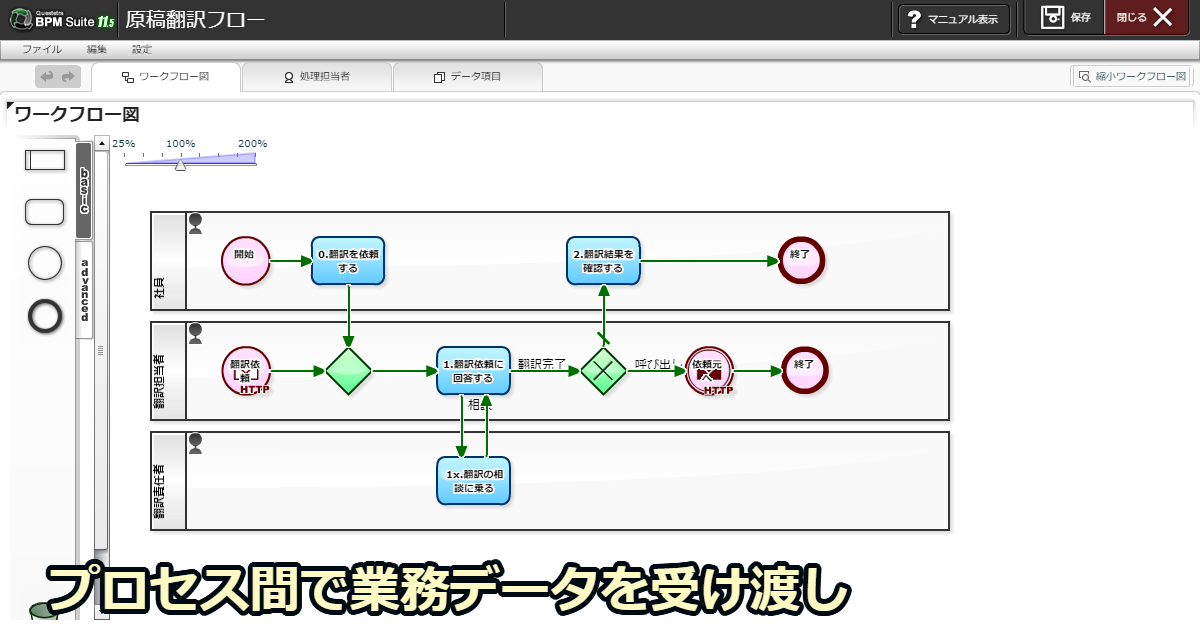 Questetra
BPM Suite 11.5
原稿翻訳フロー
? マニュアル表示
保存
閉じる
ファイル
編集
設定
ワークフロー図
処理担当者
データ項目
縮小ワークフロー図
ワークフロー図
25%
100%
200%
basic
advanced
社員
開始
0.翻訳を依頼
する
2.翻訳結果を
確認する
終了
翻訳担当者
翻訳依
頼
HTTP
1.翻訳依頼に
回答する
翻訳完了
呼び出し
依頼元
HTTP
終了
相談
翻訳責任者
1x.翻訳の相
談に乗る
プロセス間で業務データを受け渡し